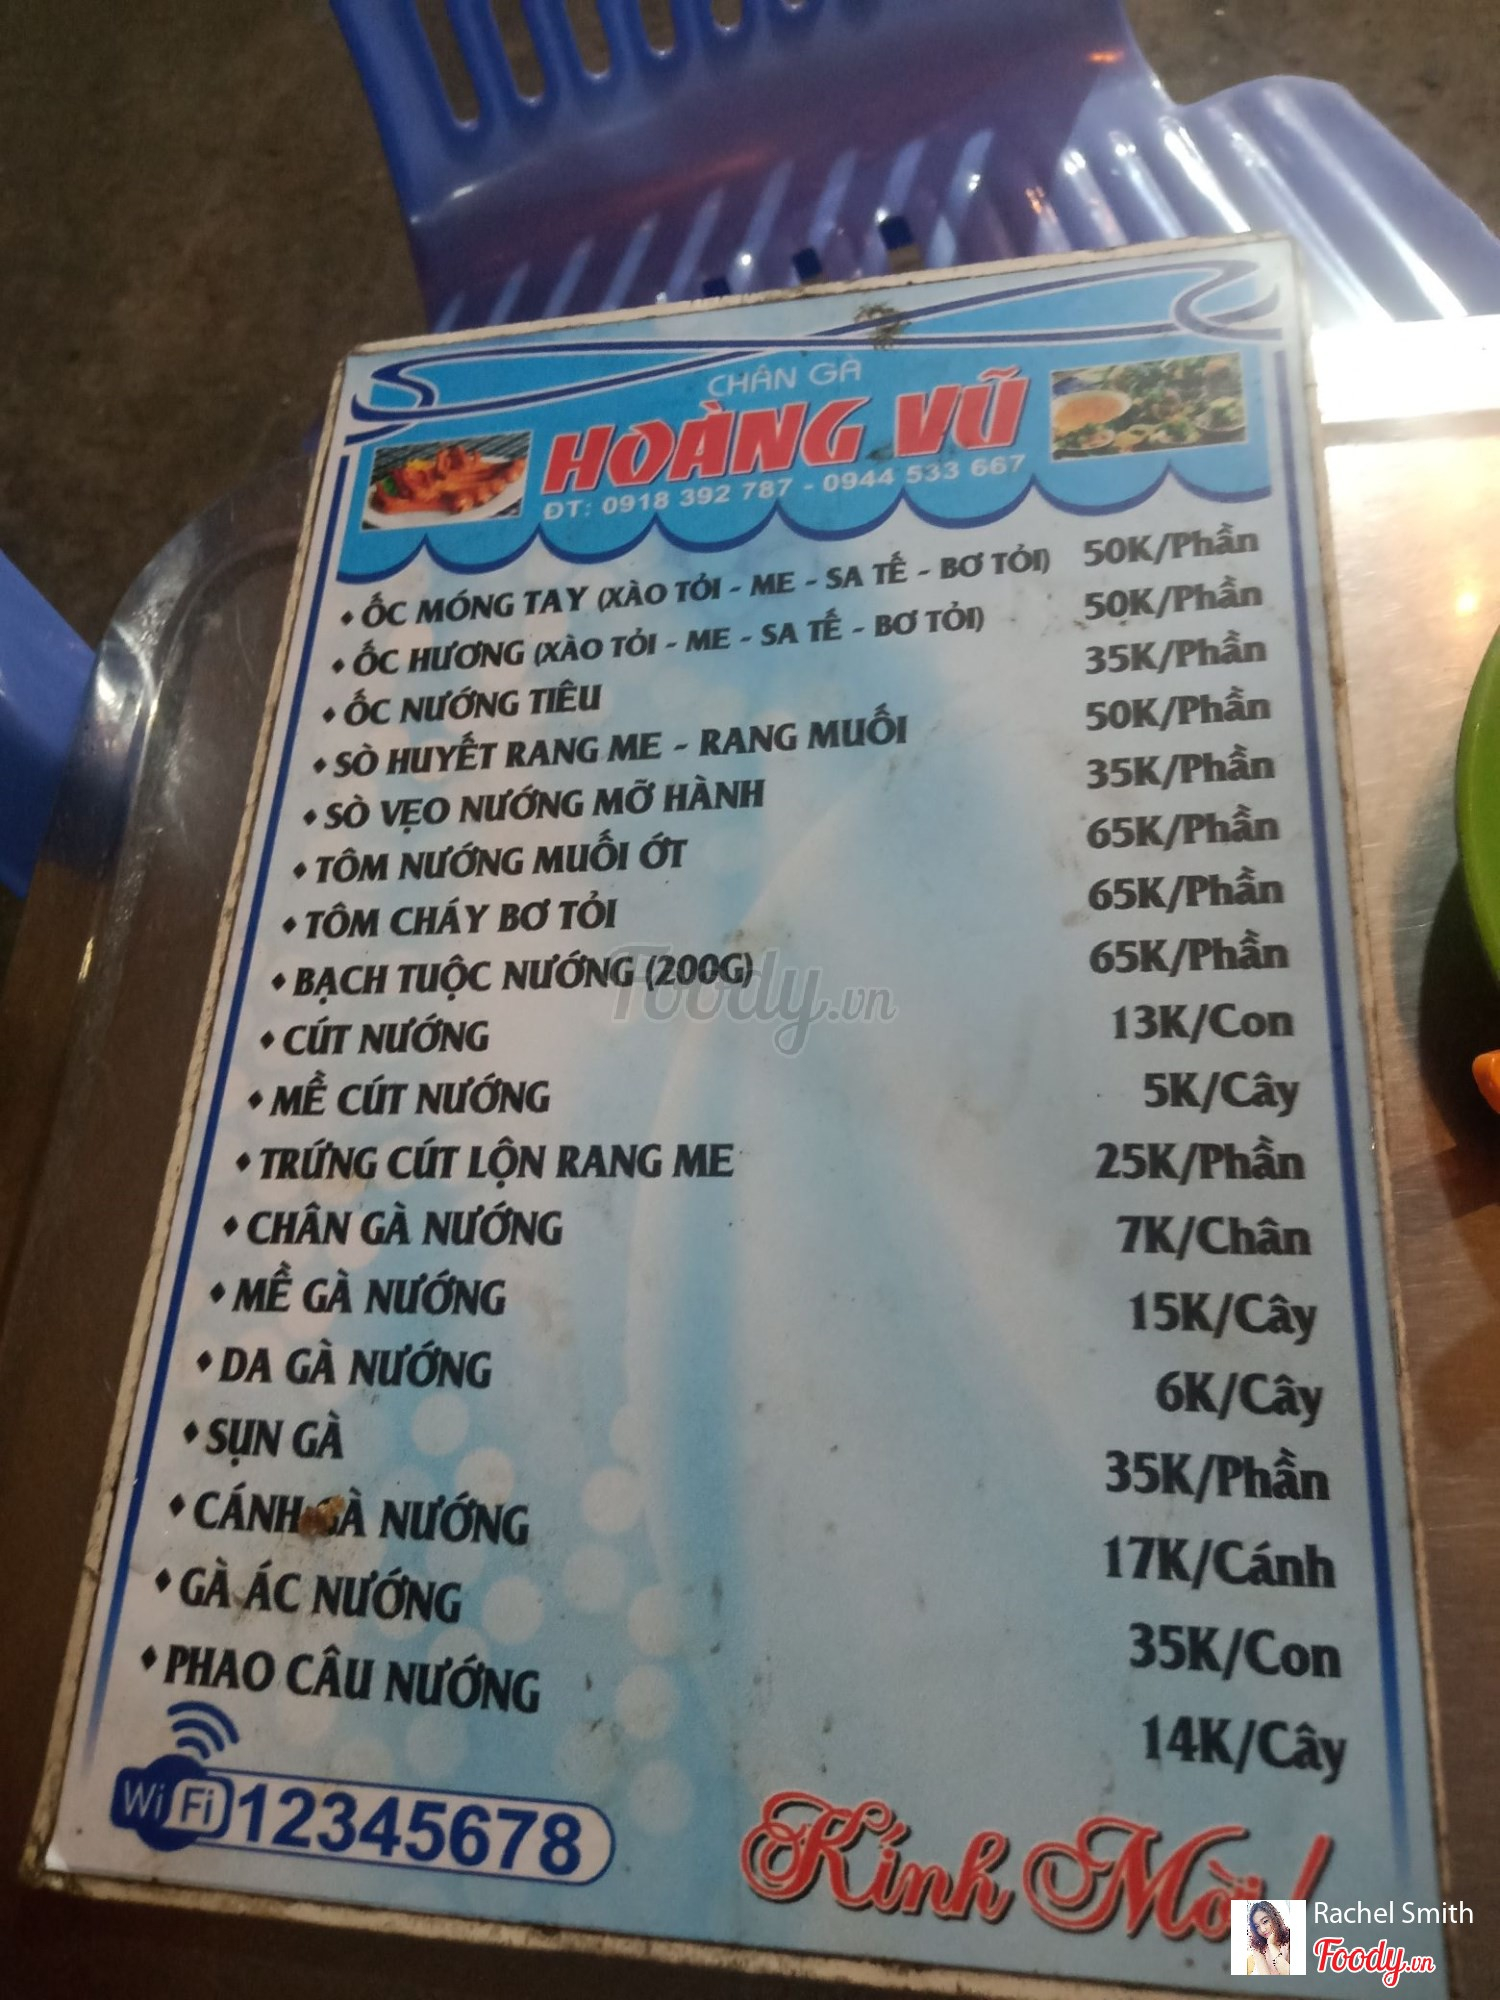 CHÂN GÀ
HOÀNG VŨ
ĐT: 0918 392 787 - 0944 533 667
• ỐC MÓNG TAY (XÀO TỎI - ME - SA TẾ - BƠ TỎI) 50K/Phần
• ỐC HƯƠNG (XÀO TỎI - ME - SA TẾ - BƠ TỎI) 50K/Phần
• ỐC NƯỚNG TIÊU 35K/Phần
• SÒ HUYẾT RANG ME - RANG MUỐI 50K/Phần
• SÒ VẸO NƯỚNG MỠ HÀNH 35K/Phần
• TÔM NƯỚNG MUỐI ỚT 65K/Phần
• TÔM CHÁY BƠ TỎI 65K/Phần
• BẠCH TUỘC NƯỚNG (200G) 65K/Phần
• CÚT NƯỚNG 13K/Con
• MỀ CÚT NƯỚNG 5K/Cây
• TRỨNG CÚT LỘN RANG ME 25K/Phần
• CHÂN GÀ NƯỚNG 7K/Chân
• MỀ GÀ NƯỚNG 15K/Cây
• DA GÀ NƯỚNG 6K/Cây
• SỤN GÀ 35K/Phần
• CÁNH GÀ NƯỚNG 17K/Cánh
• GÀ ÁC NƯỚNG 35K/Con
• PHAO CÂU NƯỚNG 14K/Cây
WiFi 12345678
Kính Mời!
Foody.vn
Rachel Smith
Foody.vn